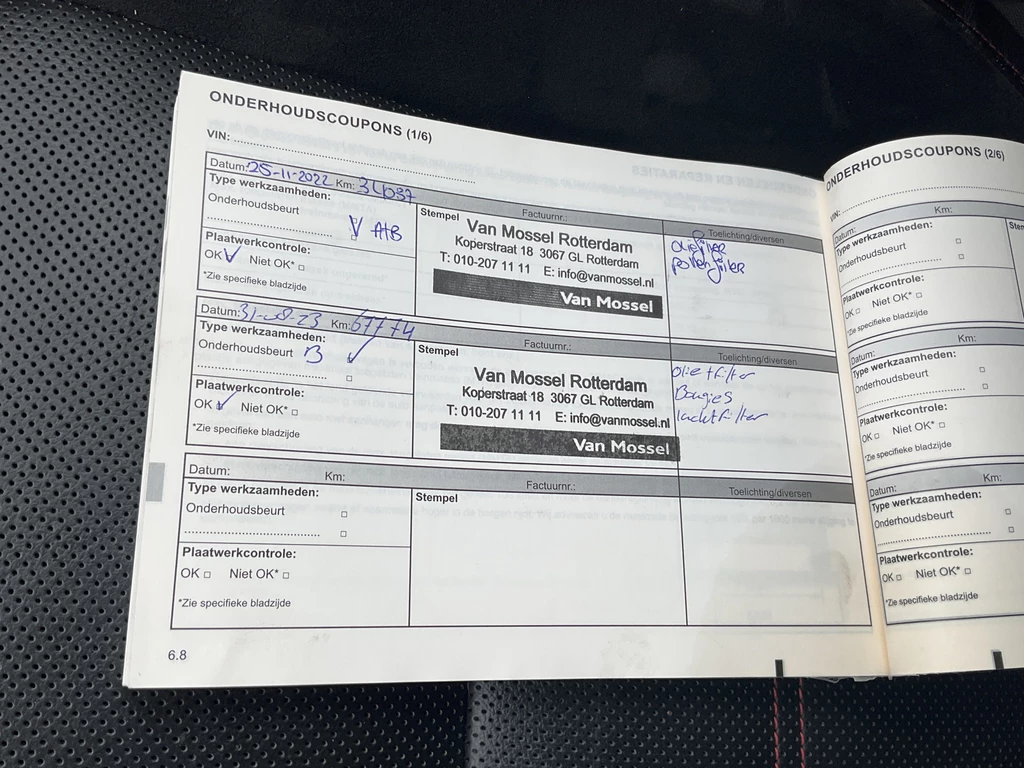 ONDERHOUDSCOUPONS (1/6)
VIN:
Datum: 25-11-2022 Km: 34037
Type werkzaamheden:
Onderhoudsbeurt
V A+B
Plaatwerkcontrole:
OK Niet OK*
*Zie specifieke bladzijde
Stempel Factuurnr.: Toelichting/diversen
Van Mossel Rotterdam
Koperstraat 18 3067 GL Rotterdam
T: 010-207 11 11 E: info@vanmossel.nl
Van Mossel
pollenfilter
Datum: 31-08-23 Km: 67774
Type werkzaamheden:
Onderhoudsbeurt B
Plaatwerkcontrole:
OK Niet OK*
*Zie specifieke bladzijde
Stempel Factuurnr.: Toelichting/diversen
Van Mossel Rotterdam
Koperstraat 18 3067 GL Rotterdam
T: 010-207 11 11 E: info@vanmossel.nl
Van Mossel
Olietfilter
Bougies
luchtfilter
Datum: Km:
Type werkzaamheden:
Onderhoudsbeurt
Plaatwerkcontrole:
OK Niet OK*
*Zie specifieke bladzijde
Stempel Factuurnr.: Toelichting/diversen
6.8
ONDERHOUDSCOUPONS (2/6)
VIN:
Datum: Km:
Type werkzaamheden:
Onderhoudsbeurt
Plaatwerkcontrole:
OK Niet OK*
*Zie specifieke bladzijde
Datum: Km:
Type werkzaamheden:
Onderhoudsbeurt
Plaatwerkcontrole:
OK Niet OK*
*Zie specifieke bladzijde
Datum: Km:
Type werkzaamheden:
Onderhoudsbeurt
Plaatwerkcontrole:
OK Niet OK*
*Zie specifieke bladzijde